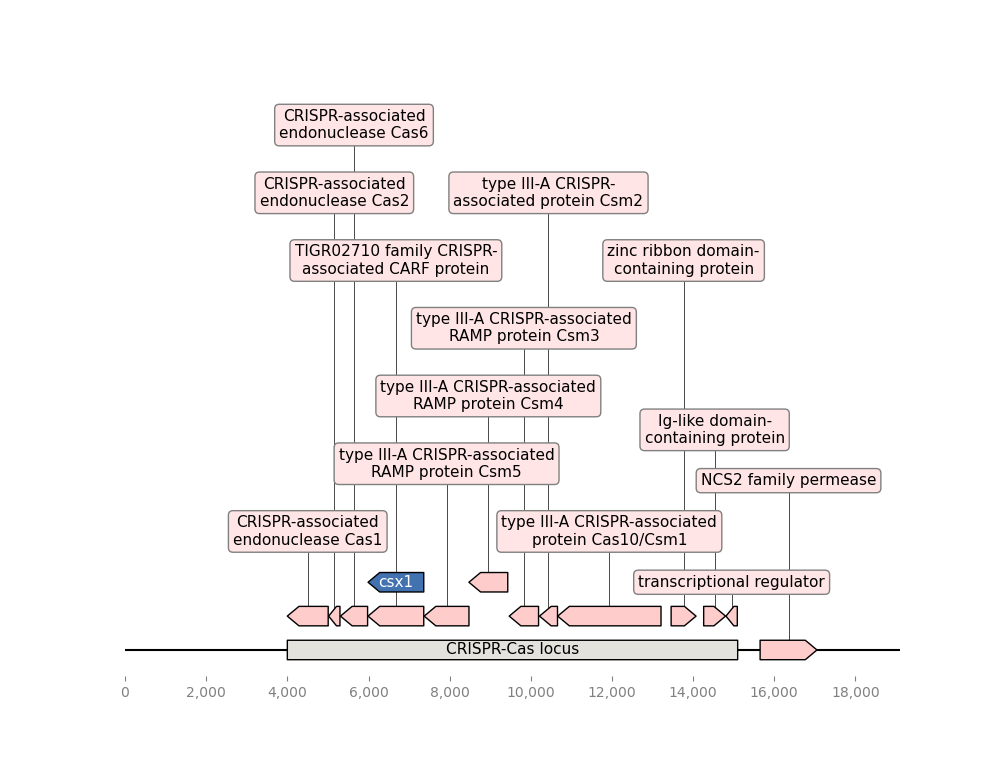 CRISPR-associated
endonuclease Cas6
CRISPR-associated
endonuclease Cas2
type III-A CRISPR-
associated protein Csm2
TIGR02710 family CRISPR-
associated CARF protein
zinc ribbon domain-
containing protein
type III-A CRISPR-associated
RAMP protein Csm3
type III-A CRISPR-associated
RAMP protein Csm4
Ig-like domain-
containing protein
type III-A CRISPR-associated
RAMP protein Csm5
NCS2 family permease
CRISPR-associated
endonuclease Cas1
type III-A CRISPR-associated
protein Cas10/Csm1
csx1
transcriptional regulator
CRISPR-Cas locus
0 2,000 4,000 6,000 8,000 10,000 12,000 14,000 16,000 18,000